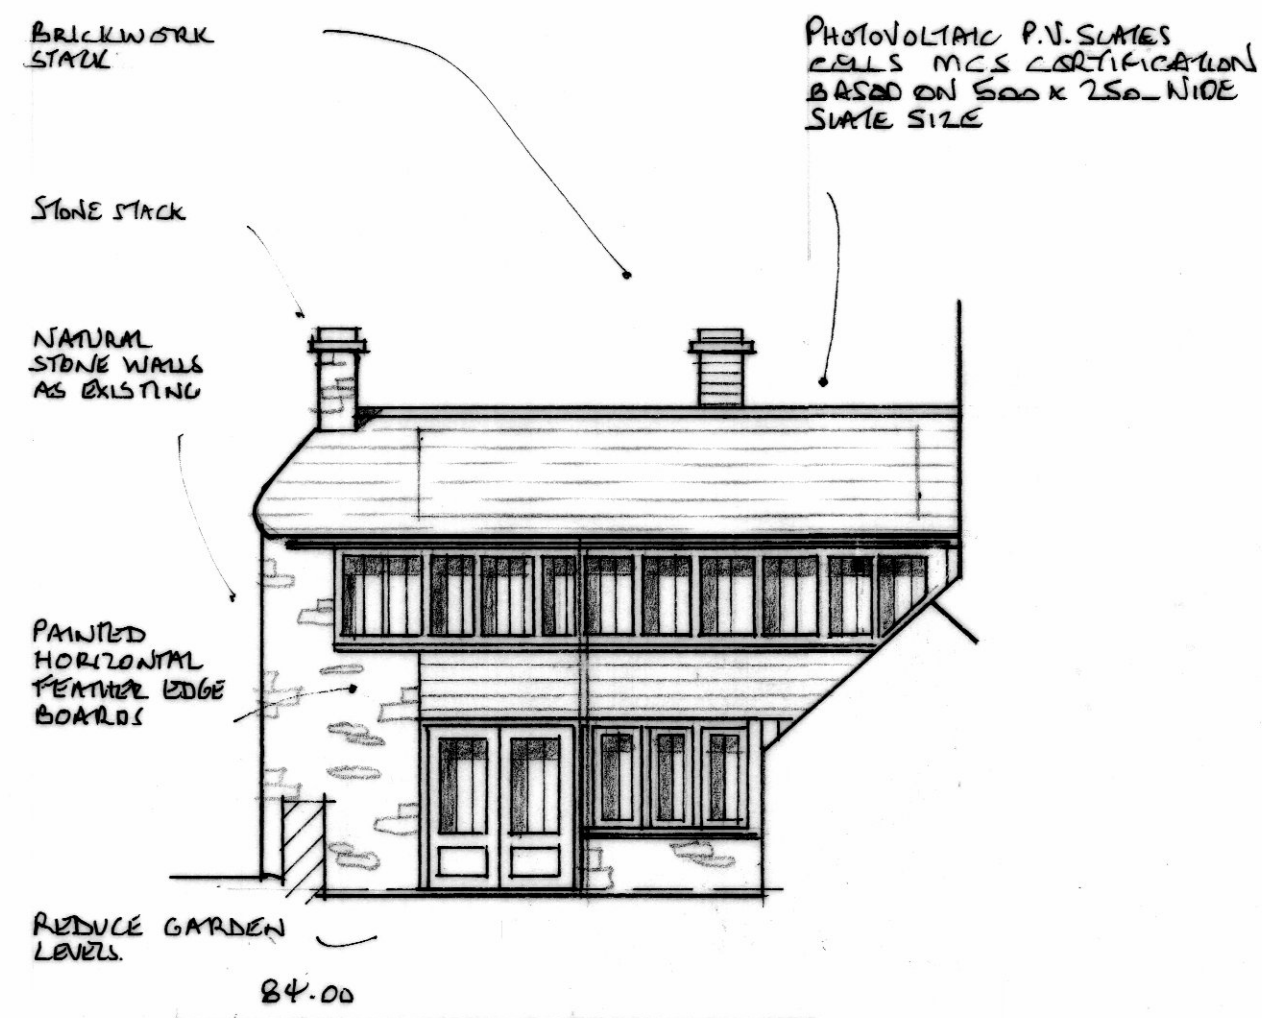 BRICKWORK
STACK
PHOTOVOLTAIC P.V. SLATES
CELLS MCS CERTIFICATION
BASED ON 500 x 250 WIDE
SLATE SIZE
STONE STACK
NATURAL
STONE WALLS
AS EXISTING
PAINTED
HORIZONTAL
FEATHER EDGE
BOARDS
REDUCE GARDEN
LEVELS.
84.00